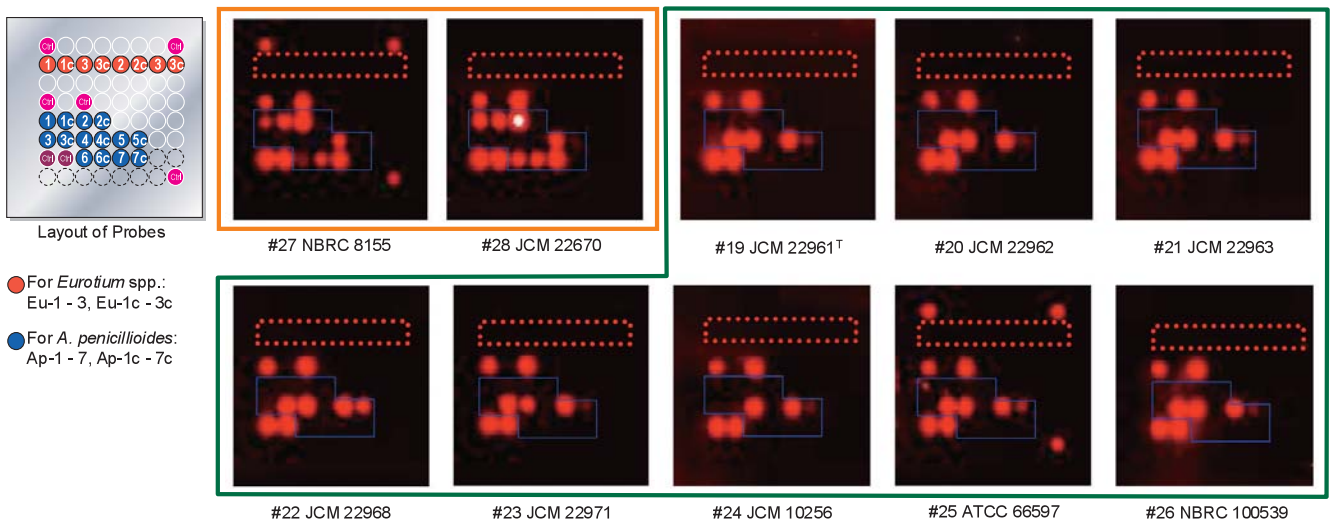 Ctrl Ctrl
1 1c 3 3c 2 2c 3 3c
Ctrl Ctrl
1 1c 2 2c
3 3c 4 4c 5 5c
Ctrl Ctrl 6 6c 7 7c
Ctrl
Layout of Probes
For Eurotium spp.:
Eu-1 - 3, Eu-1c - 3c
For A. penicillioides:
Ap-1 - 7, Ap-1c - 7c
#27 NBRC 8155
#28 JCM 22670
#19 JCM 22961T
#20 JCM 22962
#21 JCM 22963
#22 JCM 22968
#23 JCM 22971
#24 JCM 10256
#25 ATCC 66597
#26 NBRC 100539